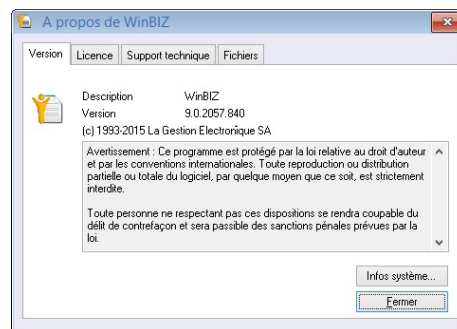 A propos de WinBIZ
Version Licence Support technique Fichiers
Description WinBIZ
Version 9.0.2057.840
(c) 1993-2015 La Gestion Electronique SA
Avertissement : Ce programme est protégé par la loi relative au droit d'auteur
et par les conventions internationales. Toute reproduction ou distribution
partielle ou totale du logiciel, par quelque moyen que ce soit, est strictement
interdite.
Toute personne ne respectant pas ces dispositions se rendra coupable du
délit de contrefaçon et sera passible des sanctions pénales prévues par la
loi.
Infos système...
Fermer